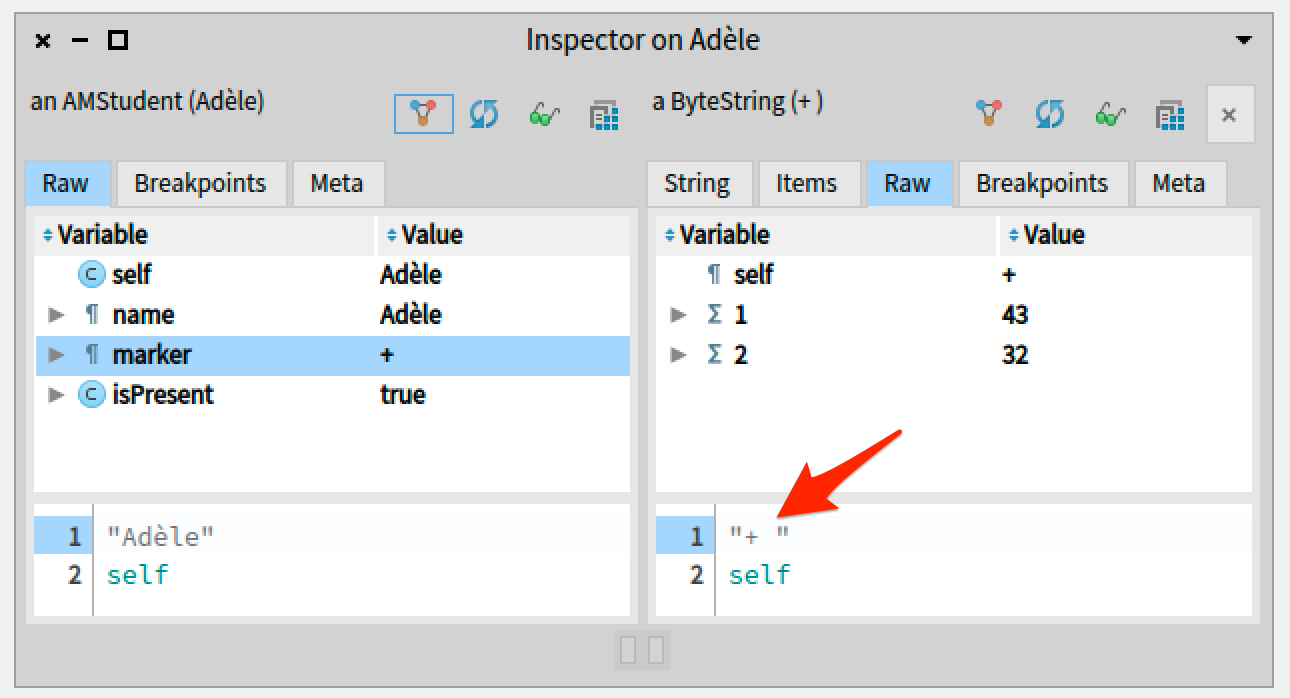 Inspector on Adèle
an AMStudent (Adèle)
a ByteString (+ )
Raw Breakpoints Meta
String Items Raw Breakpoints Meta
Variable Value
C self Adèle
¶ name Adèle
¶ marker +
C isPresent true
Variable Value
¶ self +
Σ 1 43
Σ 2 32
1 "Adèle"
2 self
1 "+ "
2 self